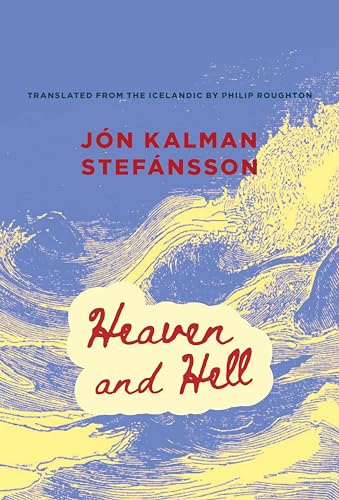 TRANSLATED FROM THE ICELANDIC BY PHILIP ROUGHTON
JÓN KALMAN
STEFÁNSSON
Heaven
and Hell